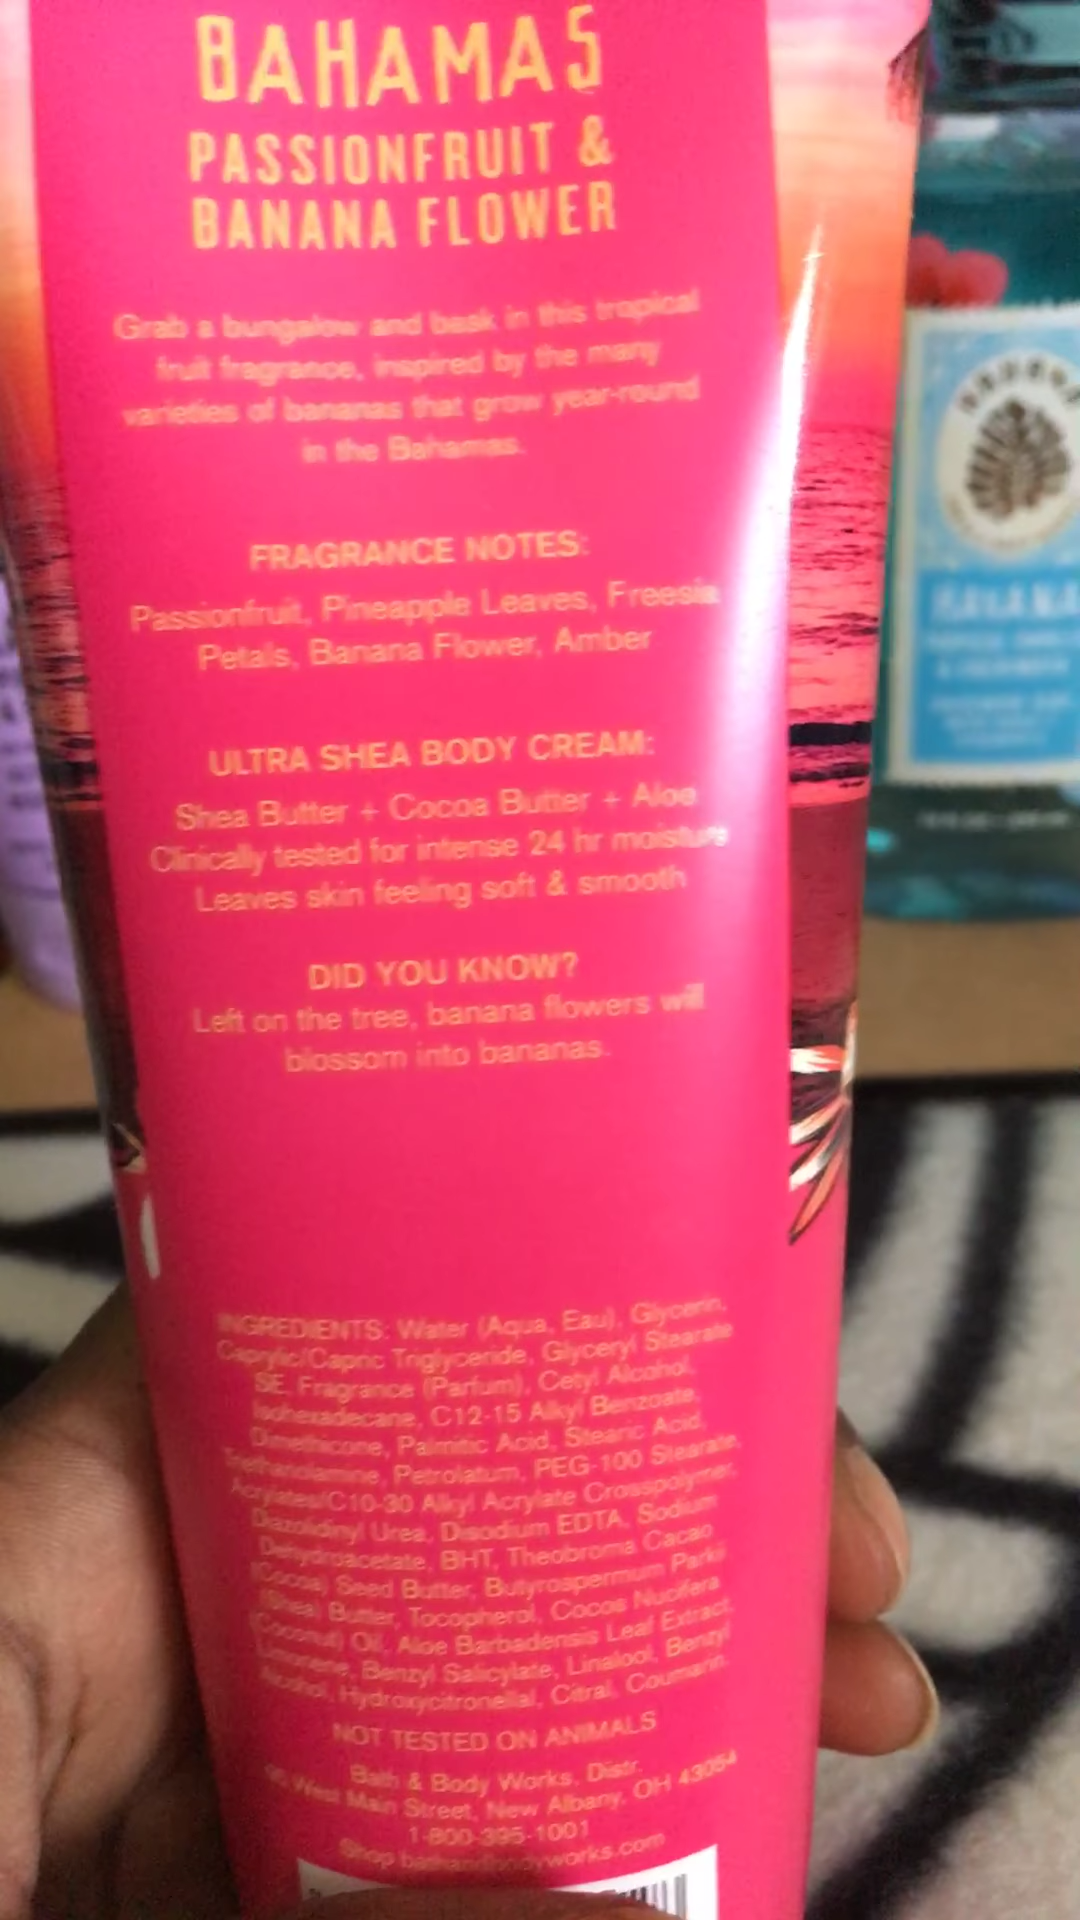 BAHAMAS
PASSIONFRUIT &
BANANA FLOWER
Grab a bungalow and bask in this tropical
fruit fragrance, inspired by the many
varieties of bananas that grow year-round
in the Bahamas.
FRAGRANCE NOTES:
Passionfruit, Pineapple Leaves, Freesia
Petals, Banana Flower, Amber
ULTRA SHEA BODY CREAM:
Shea Butter + Cocoa Butter + Aloe
Clinically tested for intense 24 hr moisture
Leaves skin feeling soft & smooth
DID YOU KNOW?
Left on the tree, banana flowers will
blossom into bananas.
INGREDIENTS: Water (Aqua, Eau), Glycerin,
Caprylic/Capric Triglyceride, Glyceryl Stearate
SE, Fragrance (Parfum), Cetyl Alcohol,
Isohexadecane, C12-15 Alkyl Benzoate,
Dimethicone, Palmitic Acid, Stearic Acid,
Triethanolamine, Petrolatum, PEG-100 Stearate,
Acrylates/C10-30 Alkyl Acrylate Crosspolymer,
Diazolidinyl Urea, Disodium EDTA, Sodium
Dehydroacetate, BHT, Theobroma Cacao
(Cocoa) Seed Butter, Butyrospermum Parkii
(Shea) Butter, Tocopherol, Cocos Nucifera
(Coconut) Oil, Aloe Barbadensis Leaf Extract,
Limonene, Benzyl Salicylate, Linalool, Benzyl
Alcohol, Hydroxycitronellal, Citral, Coumarin.
NOT TESTED ON ANIMALS
Bath & Body Works, Distr.
West Main Street, New Albany, OH 43054
1-800-395-1001
Shop bathandbodyworks.com